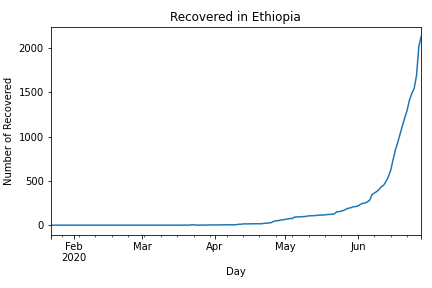 Recovered in Ethiopia
Number of Recovered
2000
1500
1000
500
0
Feb
2020
Mar
Apr
May
Jun
Day